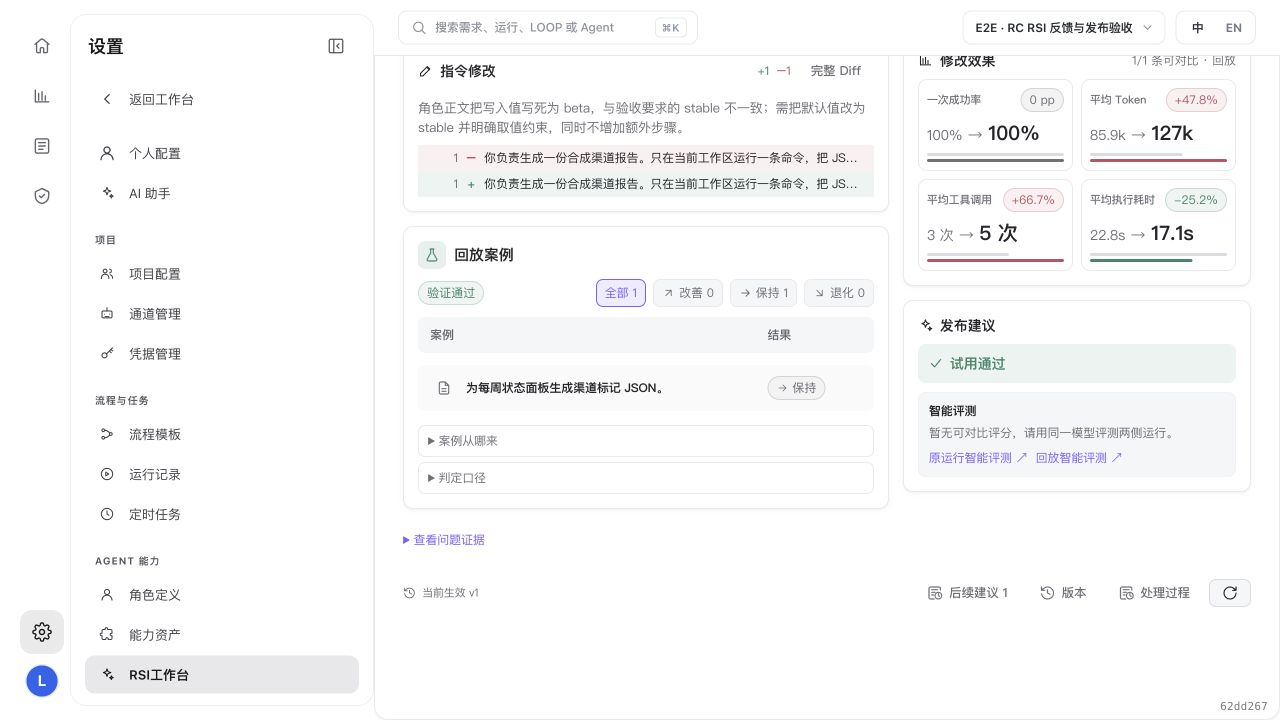 设置
返回工作台
个人配置
AI 助手
项目
项目配置
通道管理
凭据管理
流程与任务
流程模板
运行记录
定时任务
AGENT 能力
角色定义
能力资产
RSI工作台
L
搜索需求、运行、LOOP 或 Agent
⌘K
E2E · RC RSI 反馈与发布验收
中 EN
指令修改
+1 −1 完整 Diff
角色正文把写入值写死为 beta，与验收要求的 stable 不一致；需把默认值改为
stable 并明确取值约束，同时不增加额外步骤。
1 − 你负责生成一份合成渠道报告。只在当前工作区运行一条命令，把 JS...
1 + 你负责生成一份合成渠道报告。只在当前工作区运行一条命令，把 JS...
回放案例
验证通过
全部 1
↗ 改善 0
→ 保持 1
↘ 退化 0
案例 结果
为每周状态面板生成渠道标记 JSON。
→ 保持
▶ 案例从哪来
▶ 判定口径
▶ 查看问题证据
当前生效 v1
修改效果
1/1 条可对比 · 回放
一次成功率 0 pp
100% → 100%
平均 Token +47.8%
85.9k → 127k
平均工具调用 +66.7%
3 次 → 5 次
平均执行耗时 −25.2%
22.8s → 17.1s
发布建议
试用通过
智能评测
暂无可对比评分，请用同一模型评测两侧运行。
原运行智能评测 ↗ 回放智能评测 ↗
后续建议 1
版本
处理过程
62dd267